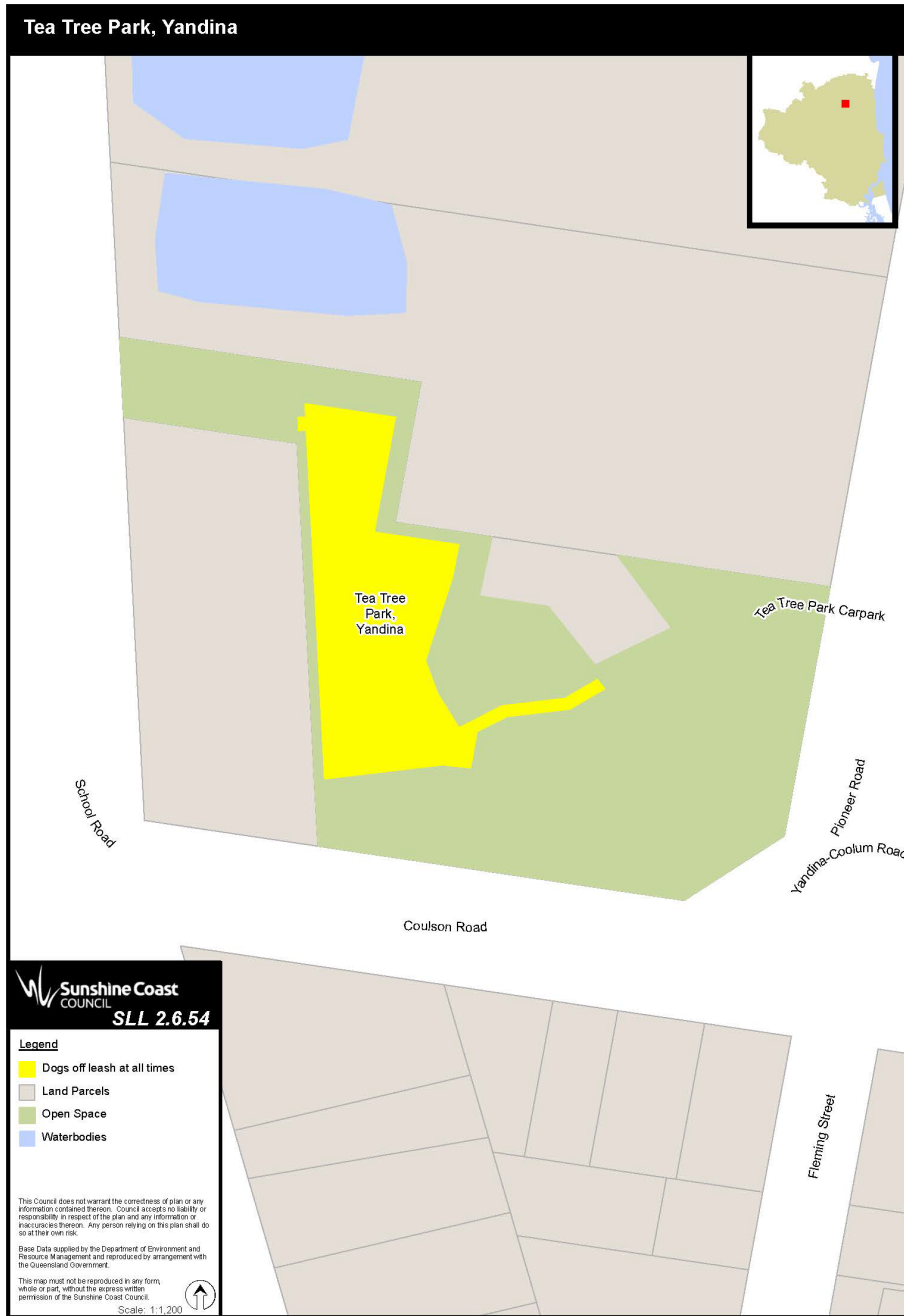 Tea Tree Park, Yandina
Tea Tree
Park,
Yandina
Tea Tree Park Carpark
School Road
Pioneer Road
Yandina-Coolum Road
Coulson Road
Fleming Street
Sunshine Coast
COUNCIL
SLL 2.6.54
Legend
Dogs off leash at all times
Land Parcels
Open Space
Waterbodies
This Council does not warrant the correctness of plan or any
information contained thereon. Council accepts no liability or
responsibility in respect of the plan and any information or
inaccuracies thereon. Any person relying on this plan shall do
so at their own risk.
Base Data supplied by the Department of Environment and
Resource Management and reproduced by arrangement with
the Queensland Government.
This map must not be reproduced in any form,
whole or part, without the express written
permission of the Sunshine Coast Council.
Scale: 1:1,200